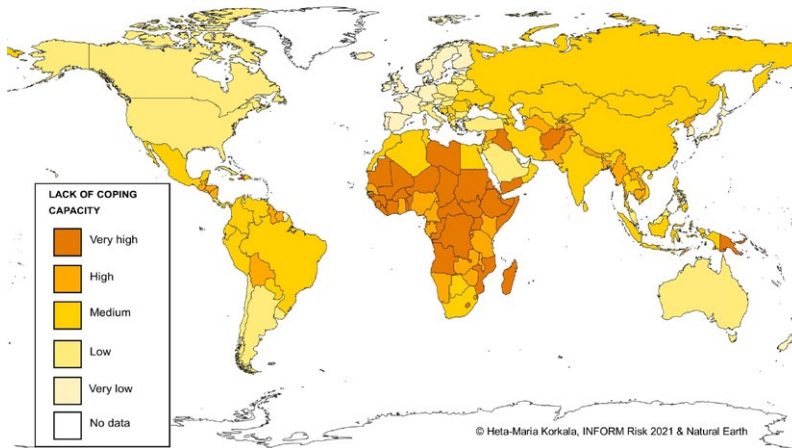 LACK OF COPING
CAPACITY
Very high
High
Medium
Low
Very low
No data
© Heta-Maria Korkala, INFORM Risk 2021 & Natural Earth